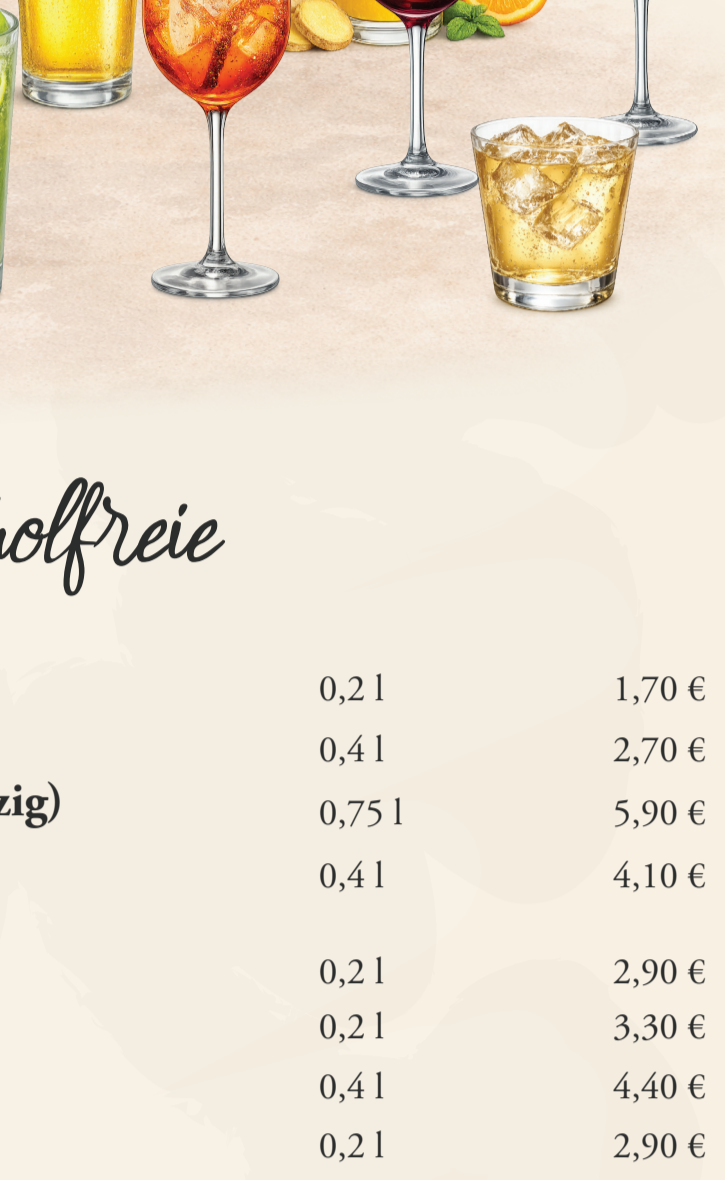 olfreie
0,2 l 1,70 €
0,4 l 2,70 €
zig) 0,75 l 5,90 €
0,4 l 4,10 €
0,2 l 2,90 €
0,2 l 3,30 €
0,4 l 4,40 €
0,2 l 2,90 €